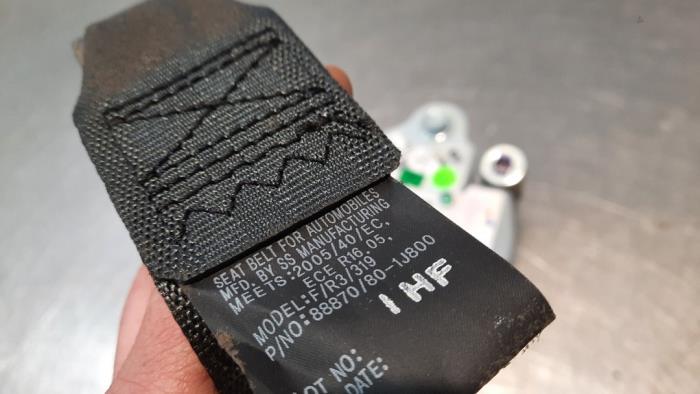 SEAT BELT FOR AUTOMOBILES
MFD. BY SS MANUFACTURING
MEETS:2005/40/EC,
ECE R16.05,
MODEL:F/R3/319
P/NO:88870/80-1J800
IHF
LOT NO:
DATE: